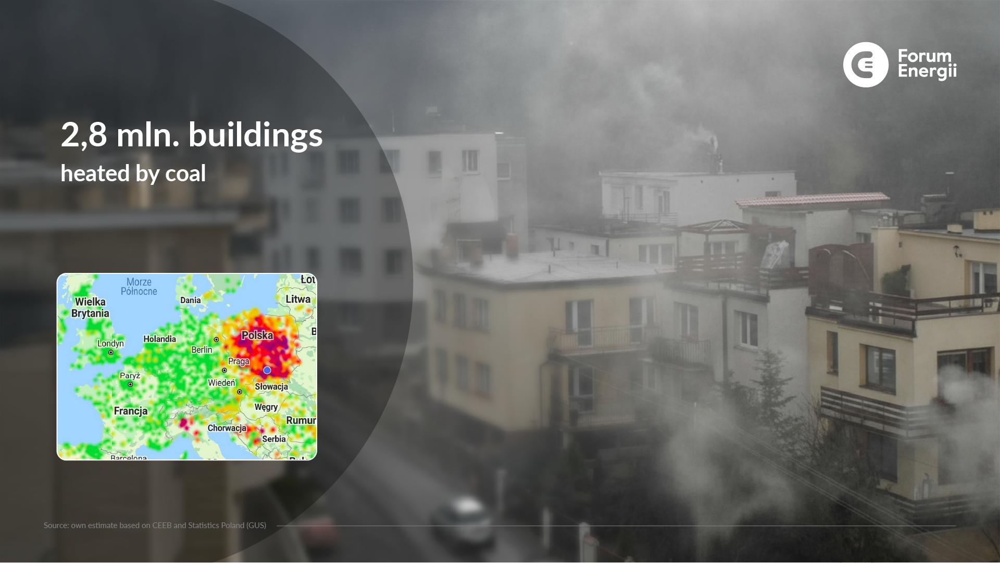 Forum
Energii
2,8 mln. buildings
heated by coal
Morze
Północne
Wielka
Brytania
Dania
Litwa
Londyn
Holandia
Berlin
Polska
Praga
Paryż
Wiedeń
Słowacja
Francja
Węgry
Rumur
Chorwacja
Serbia
Barcelona
Source: own estimate based on CEEB and Statistics Poland (GUS)